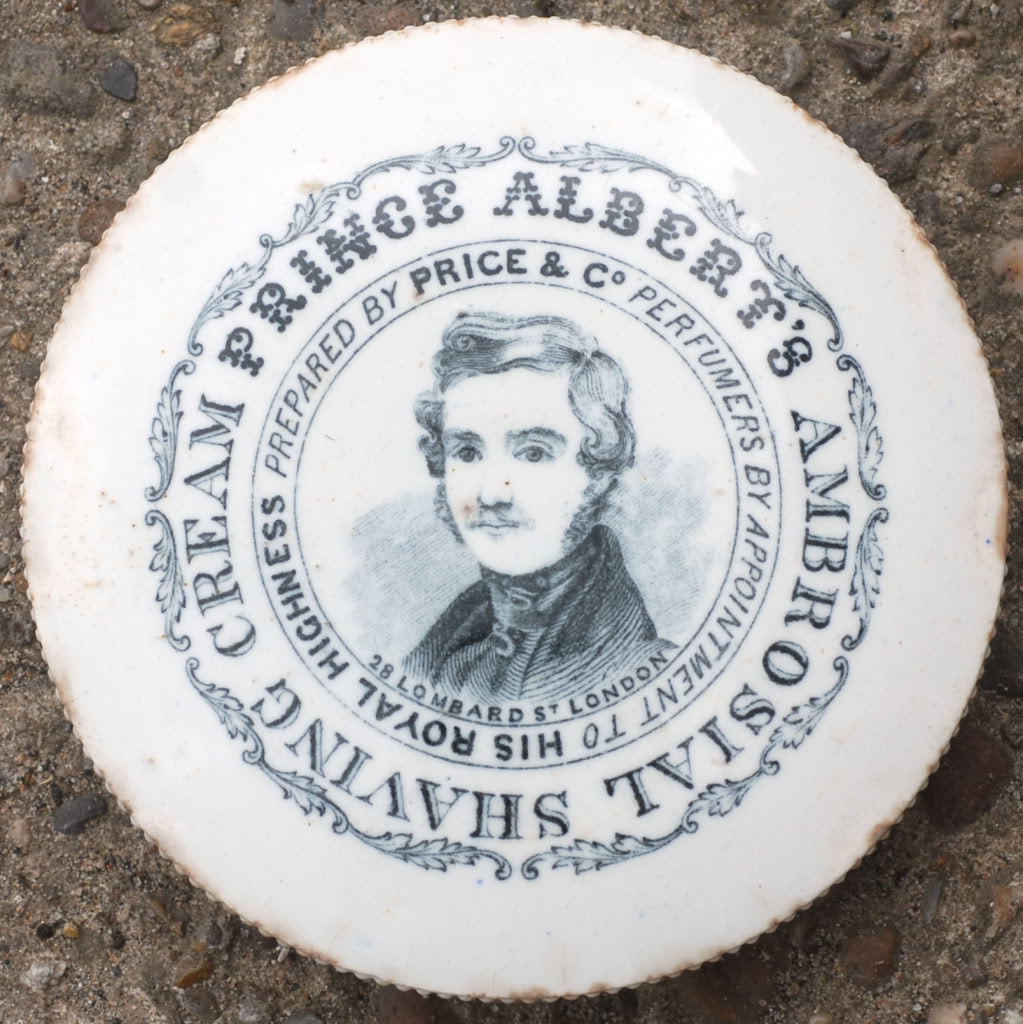 PRINCE ALBERT'S AMBROSIAL SHAVING CREAM
PREPARED BY PRICE & Co PERFUMERS BY APPOINTMENT TO HIS ROYAL HIGHNESS
28 LOMBARD ST LONDON